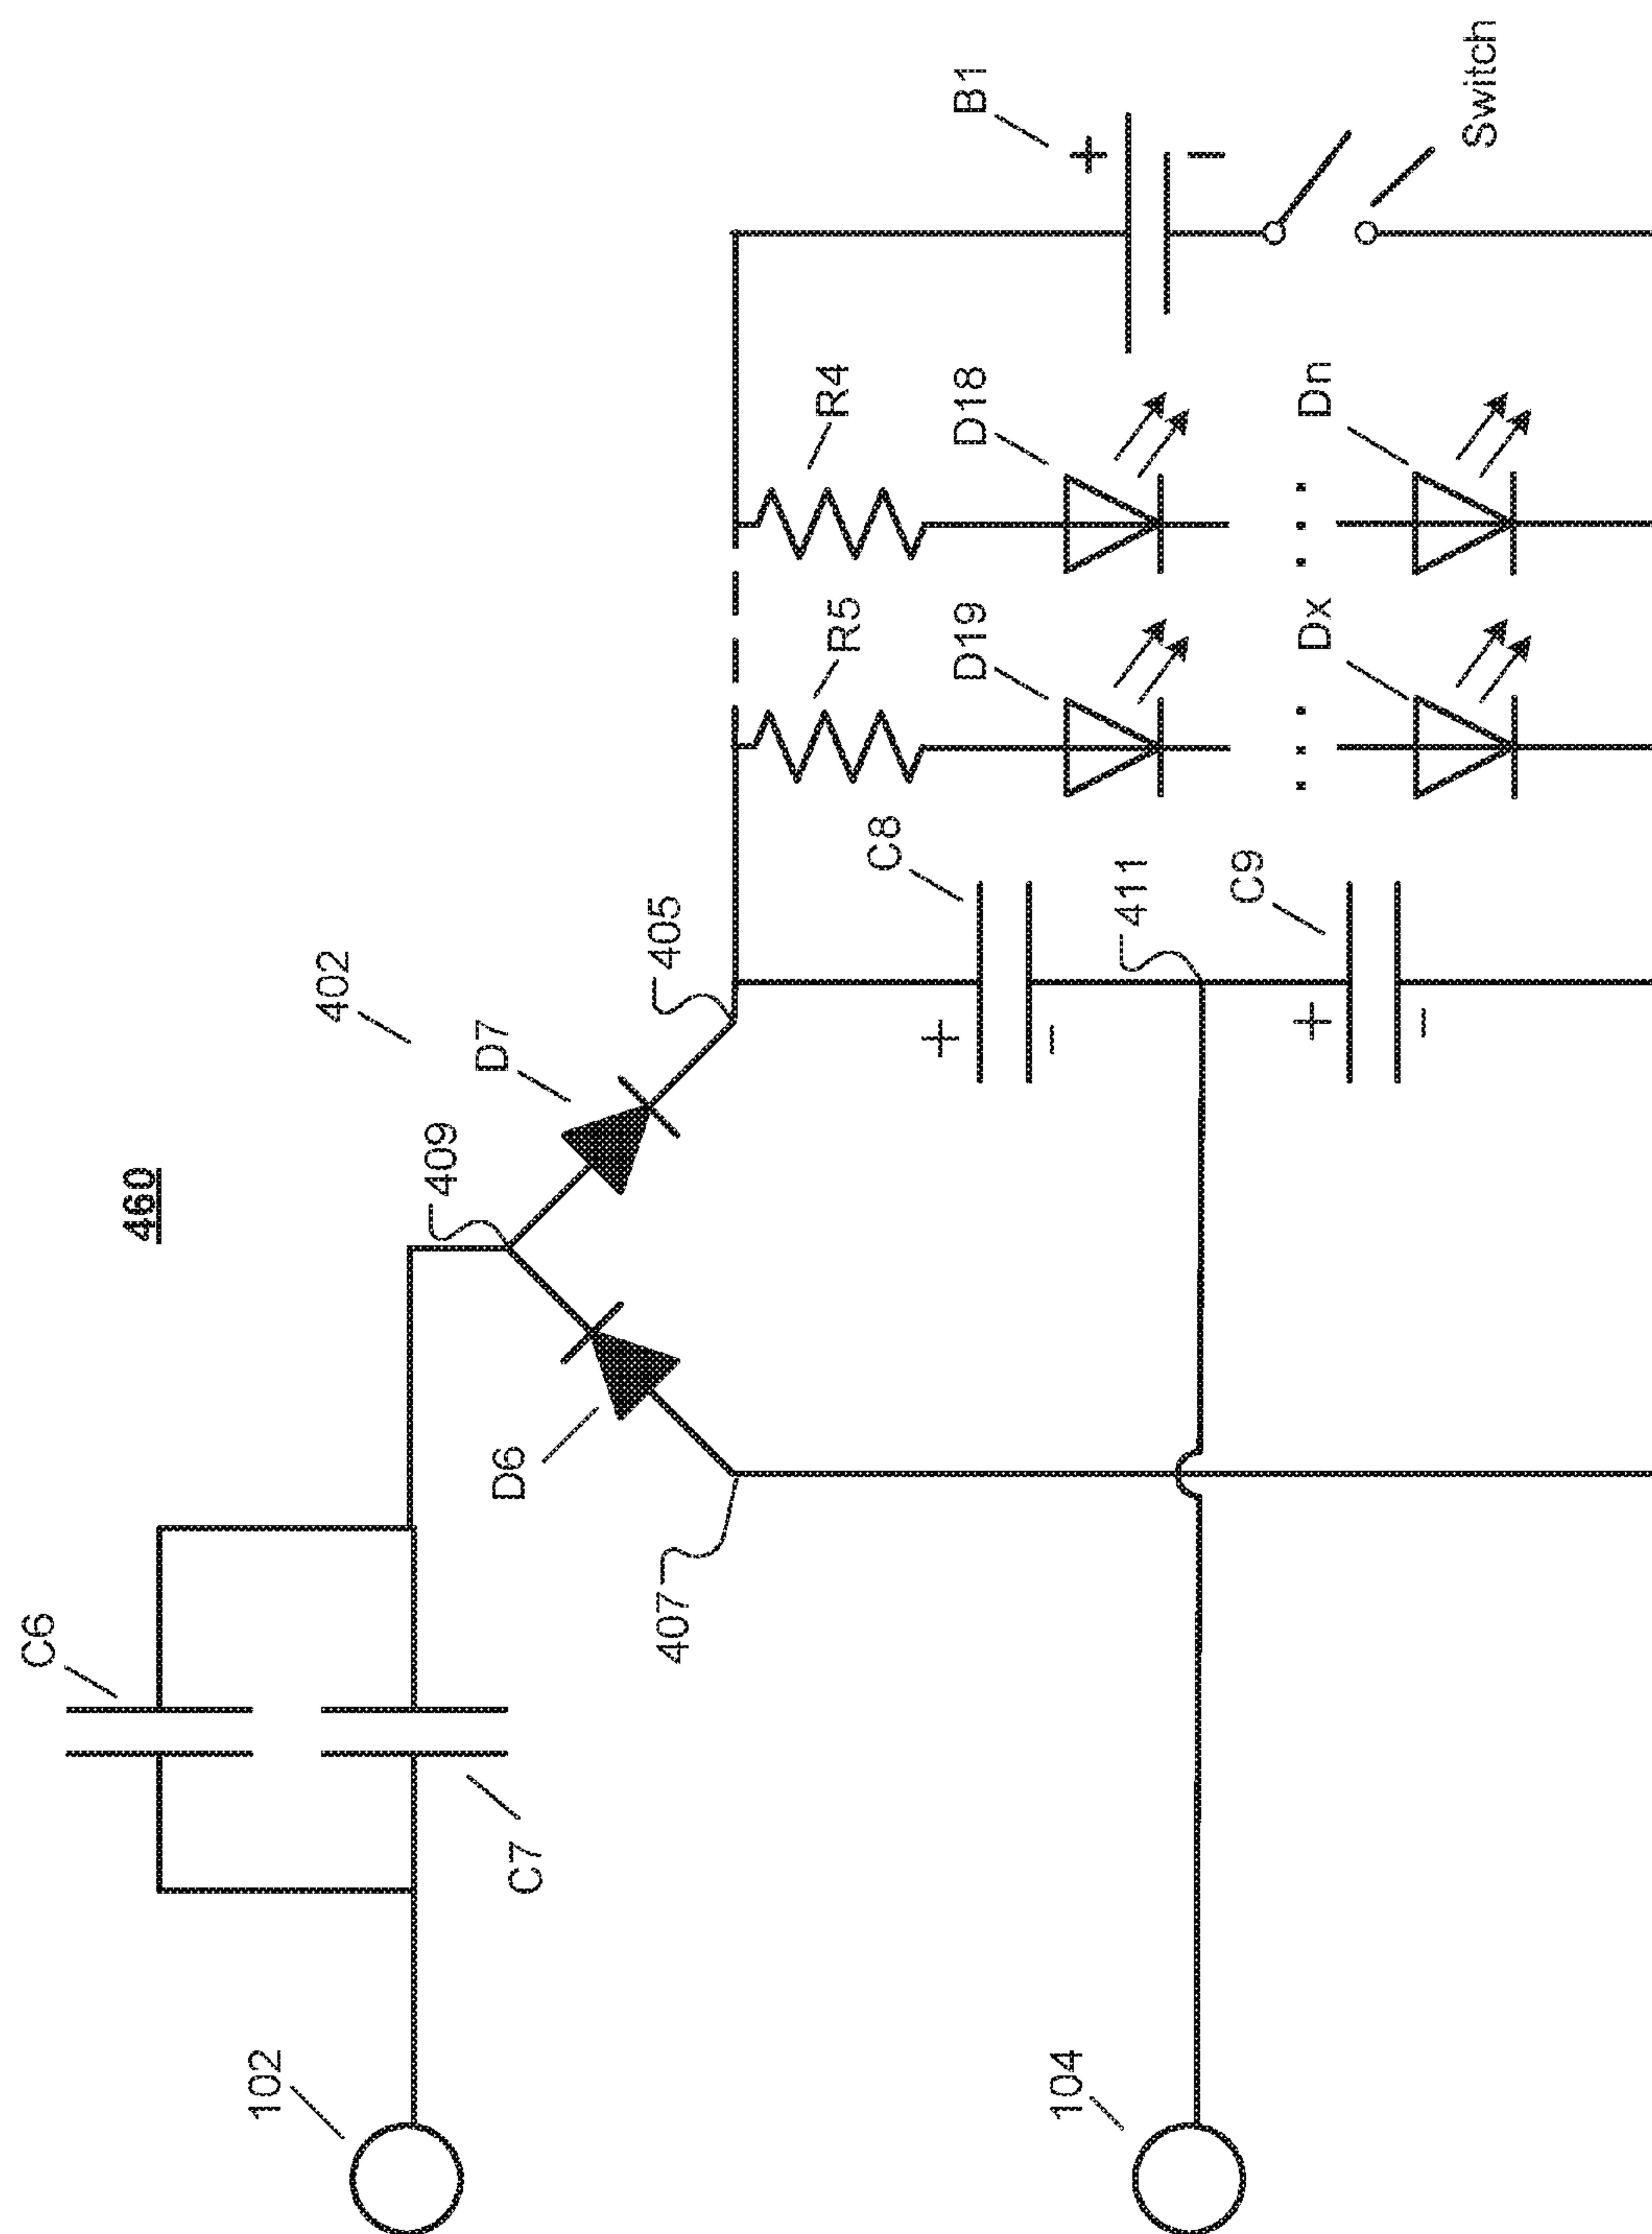 460
C6
C7
102
104
D6
D7
402
409
405
407
411
C8
C9
R5
R4
D19
D18
Dx
Dn
B1
Switch
+
−
+
−
+
−